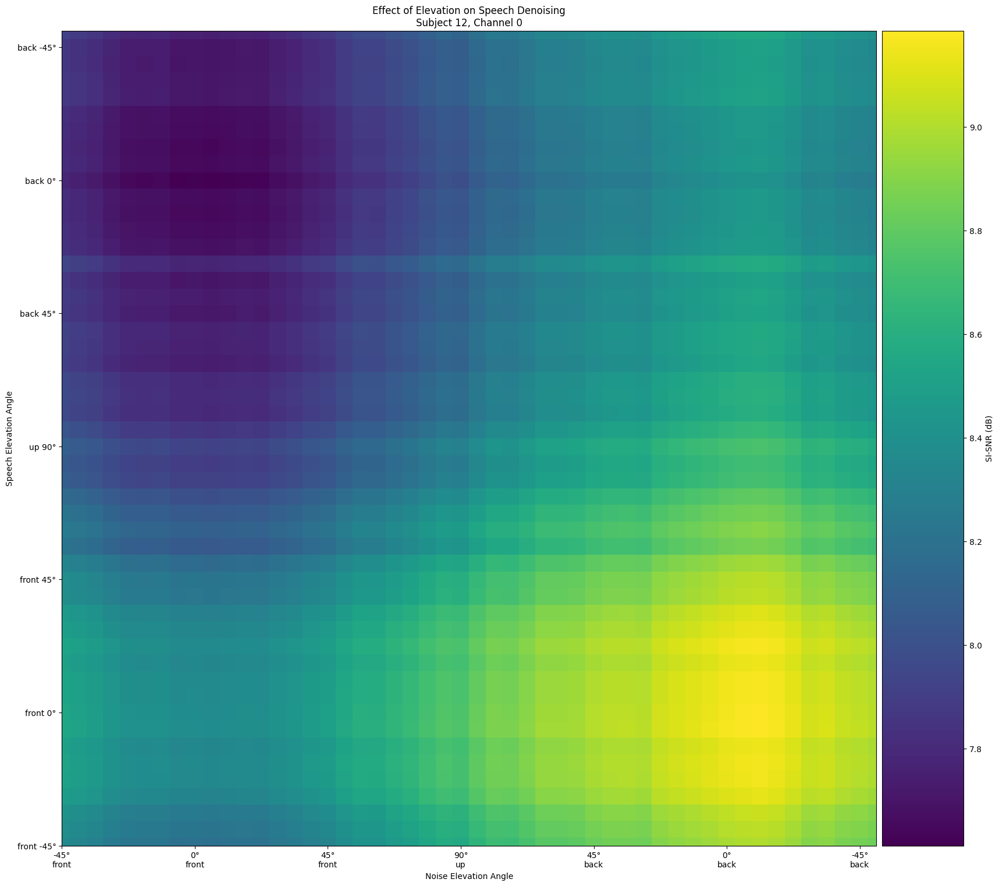 Effect of Elevation on Speech Denoising
Subject 12, Channel 0
back -45°
back 0°
back 45°
up 90°
front 45°
front 0°
front -45°
Speech Elevation Angle
-45°
front
0°
front
45°
front
90°
up
45°
back
0°
back
-45°
back
Noise Elevation Angle
9.0
8.8
8.6
8.4
8.2
8.0
7.8
SI-SNR (dB)